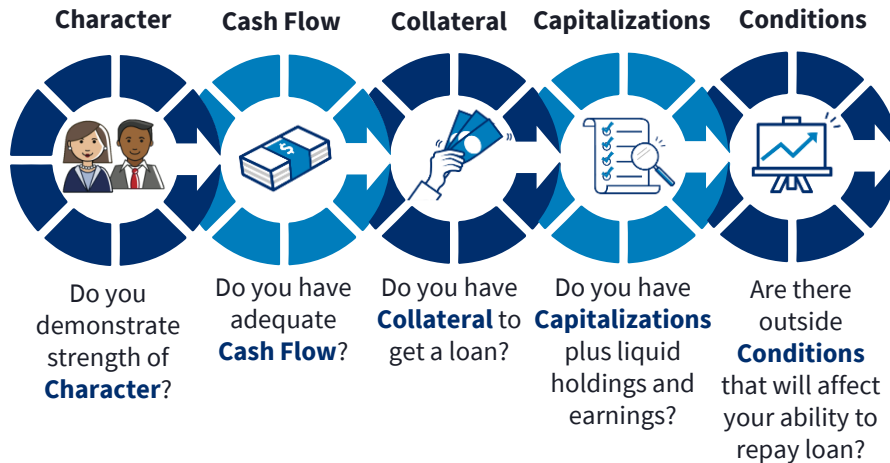 Character
Cash Flow
Collateral
Capitalizations
Conditions
$
Do you
demonstrate
strength of
Character?
Do you have
adequate
Cash Flow?
Do you have
Collateral to
get a loan?
Do you have
Capitalizations
plus liquid
holdings and
earnings?
Are there
outside
Conditions
that will affect
your ability to
repay loan?